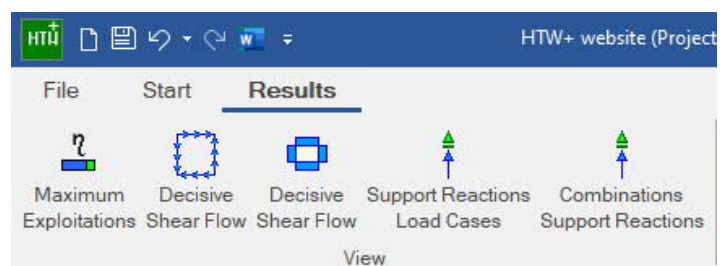 HTW+ W HTW+ website (Project
File Start Results
η
Maximum Decisive Decisive Support Reactions Combinations
Exploitations Shear Flow Shear Flow Load Cases Support Reactions
View